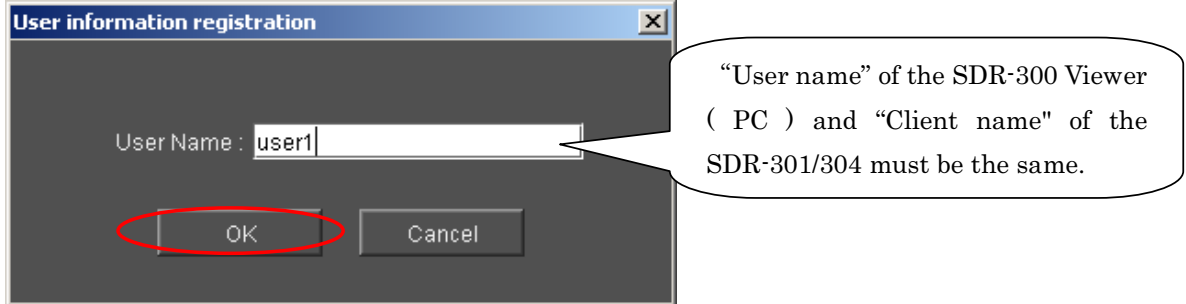 User information registration
User Name : user1
OK Cancel
“User name” of the SDR-300 Viewer
( PC ) and “Client name" of the
SDR-301/304 must be the same.